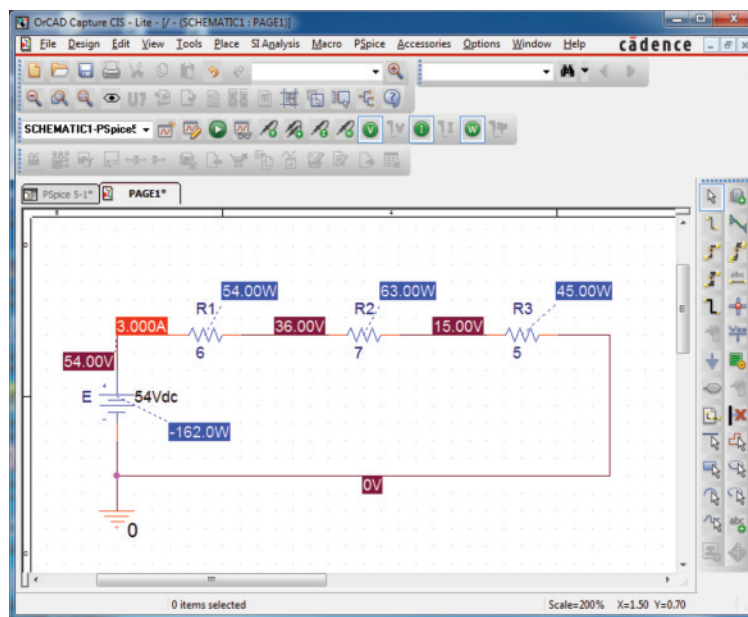 OrCAD Capture CIS - Lite - [/ - (SCHEMATIC1 : PAGE1)]
File Design Edit View Tools Place SI Analysis Macro PSpice Accessories Options Window Help cādence
U?
SCHEMATIC1-PSpice5
V V I I W
PSpice 5-1* PAGE1*
54.00W 63.00W 45.00W
R1 R2 R3
3.000A 36.00V 15.00V
6 7 5
54.00V
E 54Vdc
+
-
-162.0W
0V
0
abc
0 items selected Scale=200% X=1.50 Y=0.70